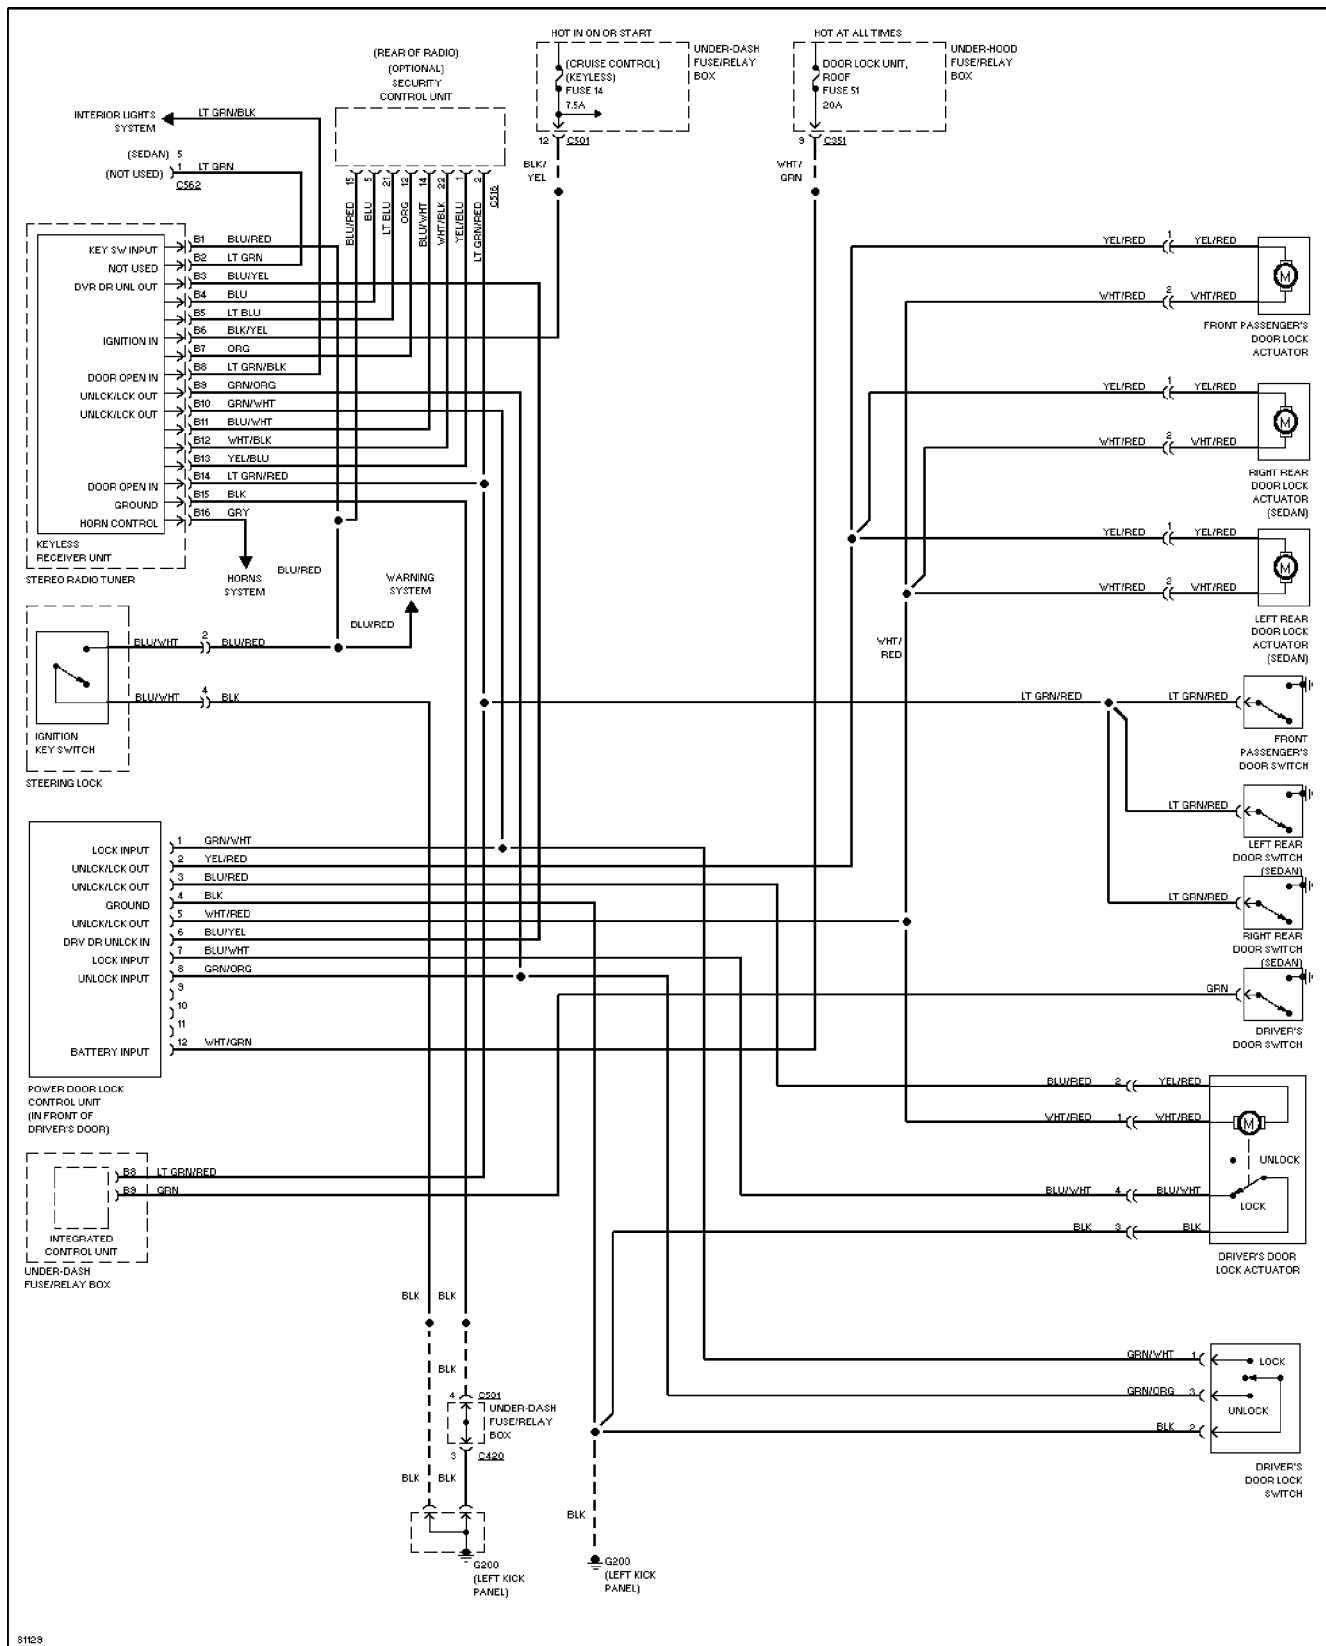 HOT IN ON OR START
HOT AT ALL TIMES
(REAR OF RADIO)
(OPTIONAL)
SECURITY
CONTROL UNIT
(CRUISE CONTROL)
(KEYLESS)
FUSE 14
7.5A
UNDER-DASH
FUSE/RELAY
BOX
DOOR LOCK UNIT,
ROOF
FUSE 51
20A
UNDER-HOOD
FUSE/RELAY
BOX
INTERIOR LIGHTS
SYSTEM
LT GRN/BLK
12 C501
9 C351
(SEDAN) 5
(NOT USED) 1 LT GRN
C562
BLK/
YEL
WHT/
GRN
15 5 21 12 14 22 1 2 C516
BLU/RED BLU LT BLU ORG BLU/WHT WHT/BLK YEL/BLU LT GRN/RED
KEY SW INPUT B1 BLU/RED
NOT USED B2 LT GRN
DVR DR UNL OUT B3 BLU/YEL
B4 BLU
B5 LT BLU
IGNITION IN B6 BLK/YEL
B7 ORG
DOOR OPEN IN B8 LT GRN/BLK
UNLCK/LCK OUT B9 GRN/ORG
UNLCK/LCK OUT B10 GRN/WHT
B11 BLU/WHT
B12 WHT/BLK
B13 YEL/BLU
DOOR OPEN IN B14 LT GRN/RED
GROUND B15 BLK
HORN CONTROL B16 GRY
KEYLESS
RECEIVER UNIT
STEREO RADIO TUNER
HORNS
SYSTEM
BLU/RED
WARNING
SYSTEM
BLU/RED
YEL/RED 1 YEL/RED
WHT/RED 2 WHT/RED
FRONT PASSENGER'S
DOOR LOCK
ACTUATOR
M
YEL/RED 1 YEL/RED
WHT/RED 2 WHT/RED
RIGHT REAR
DOOR LOCK
ACTUATOR
(SEDAN)
M
YEL/RED 1 YEL/RED
WHT/RED 2 WHT/RED
LEFT REAR
DOOR LOCK
ACTUATOR
(SEDAN)
M
WHT/
RED
BLU/WHT 2 BLU/RED
BLU/WHT 4 BLK
IGNITION
KEY SWITCH
STEERING LOCK
LT GRN/RED LT GRN/RED
FRONT
PASSENGER'S
DOOR SWITCH
LT GRN/RED
LEFT REAR
DOOR SWITCH
(SEDAN)
LT GRN/RED
RIGHT REAR
DOOR SWITCH
(SEDAN)
GRN
DRIVER'S
DOOR SWITCH
LOCK INPUT 1 GRN/WHT
UNLCK/LCK OUT 2 YEL/RED
UNLCK/LCK OUT 3 BLU/RED
GROUND 4 BLK
UNLCK/LCK OUT 5 WHT/RED
DRV DR UNLCK IN 6 BLU/YEL
LOCK INPUT 7 BLU/WHT
UNLOCK INPUT 8 GRN/ORG
9
10
11
BATTERY INPUT 12 WHT/GRN
POWER DOOR LOCK
CONTROL UNIT
(IN FRONT OF
DRIVER'S DOOR)
BLU/RED 2 YEL/RED
WHT/RED 1 WHT/RED
M
UNLOCK
BLU/WHT 4 BLU/WHT
LOCK
BLK 3 BLK
DRIVER'S DOOR
LOCK ACTUATOR
B8 LT GRN/RED
B9 GRN
INTEGRATED
CONTROL UNIT
UNDER-DASH
FUSE/RELAY BOX
BLK BLK
BLK
4 C501
UNDER-DASH
FUSE/RELAY
BOX
3 C420
BLK BLK
G200
(LEFT KICK
PANEL)
BLK
G200
(LEFT KICK
PANEL)
GRN/WHT 1 LOCK
GRN/ORG 3 UNLOCK
BLK 2
DRIVER'S
DOOR LOCK
SWITCH
81129